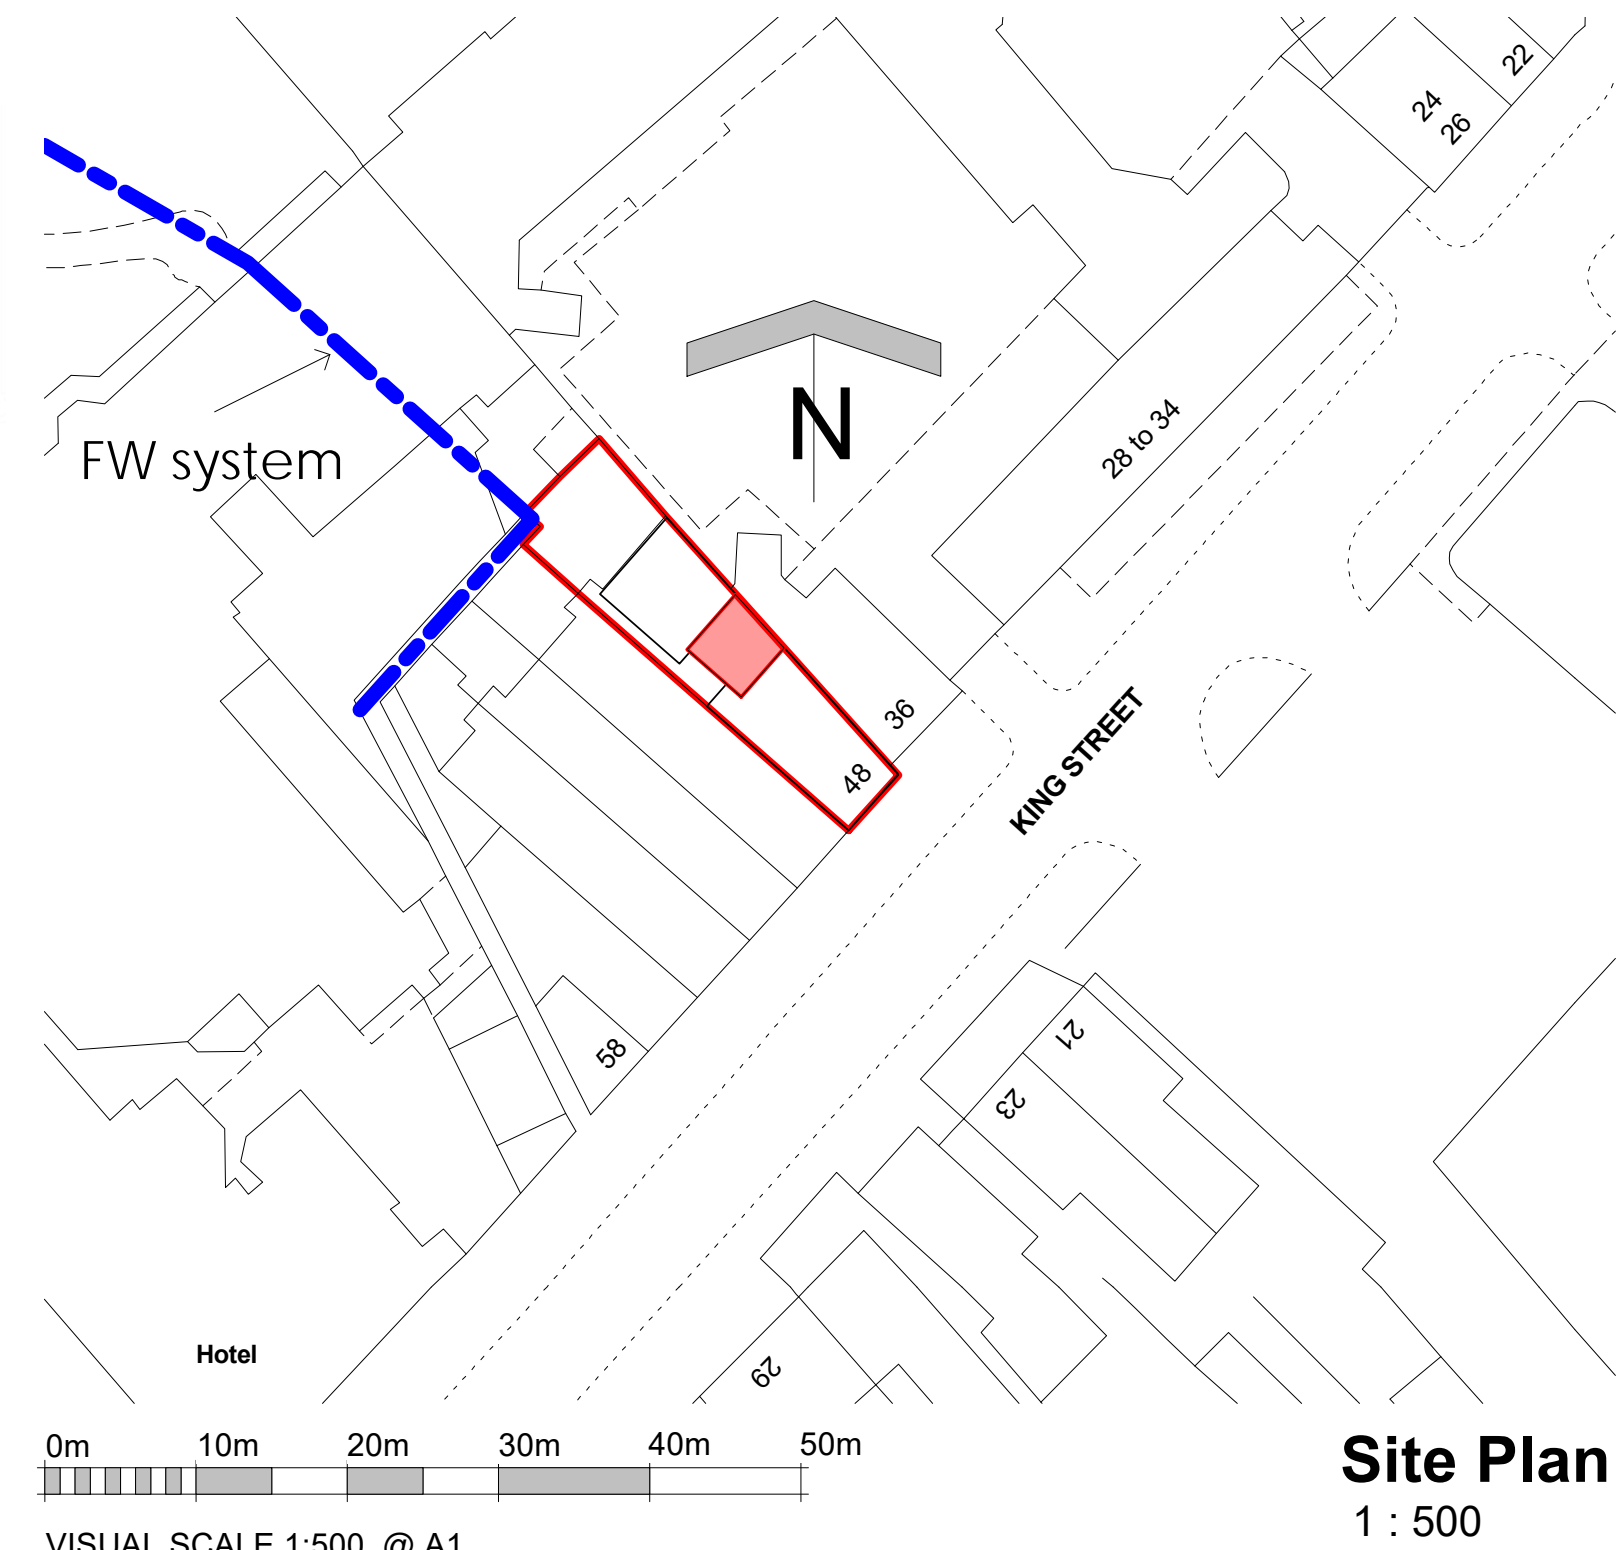 22
24
26
N
28 to 34
FW system
36
48
KING STREET
58
21
23
29
Hotel
0m 10m 20m 30m 40m 50m
VISUAL SCALE 1:500 @ A1
Site Plan
1 : 500